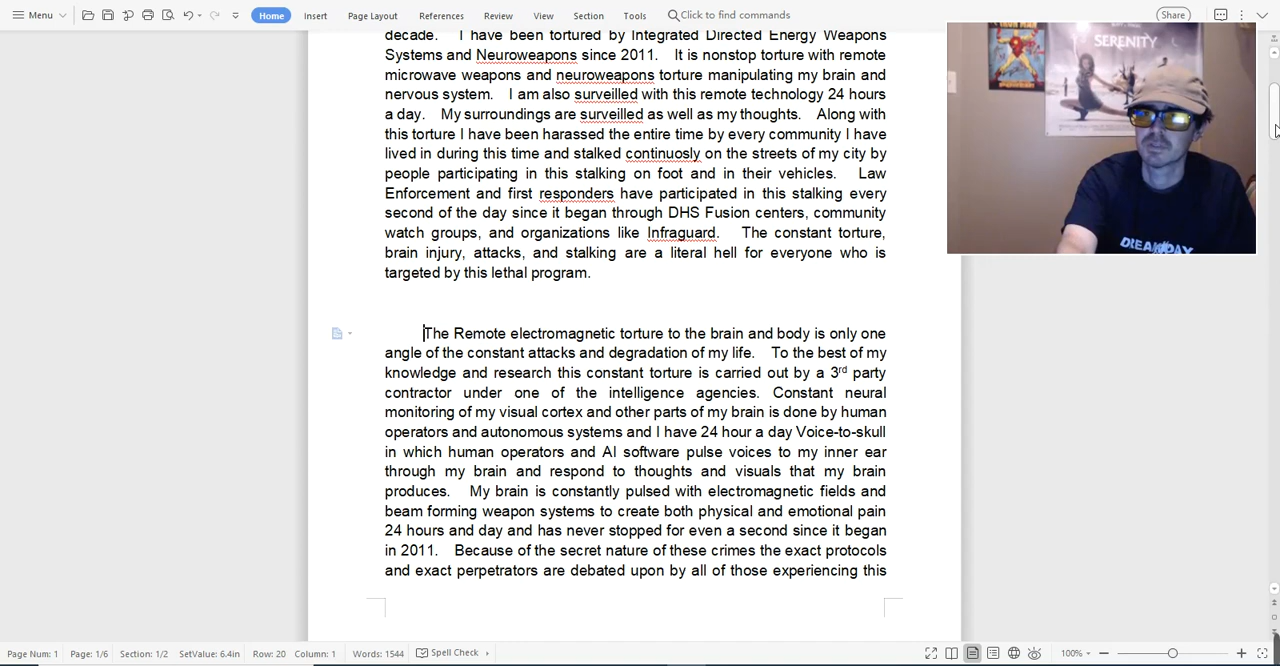 Menu Home Insert Page Layout References Review View Section Tools Click to find commands Share
SERENITY
decade. I have been tortured by Integrated Directed Energy Weapons
Systems and Neuroweapons since 2011. It is nonstop torture with remote
microwave weapons and neuroweapons torture manipulating my brain and
nervous system. I am also surveilled with this remote technology 24 hours
a day. My surroundings are surveilled as well as my thoughts. Along with
this torture I have been harassed the entire time by every community I have
lived in during this time and stalked continuosly on the streets of my city by
people participating in this stalking on foot and in their vehicles. Law
Enforcement and first responders have participated in this stalking every
second of the day since it began through DHS Fusion centers, community
watch groups, and organizations like Infraguard. The constant torture,
brain injury, attacks, and stalking are a literal hell for everyone who is
targeted by this lethal program.
The Remote electromagnetic torture to the brain and body is only one
angle of the constant attacks and degradation of my life. To the best of my
knowledge and research this constant torture is carried out by a 3rd party
contractor under one of the intelligence agencies. Constant neural
monitoring of my visual cortex and other parts of my brain is done by human
operators and autonomous systems and I have 24 hour a day Voice-to-skull
in which human operators and AI software pulse voices to my inner ear
through my brain and respond to thoughts and visuals that my brain
produces. My brain is constantly pulsed with electromagnetic fields and
beam forming weapon systems to create both physical and emotional pain
24 hours and day and has never stopped for even a second since it began
in 2011. Because of the secret nature of these crimes the exact protocols
and exact perpetrators are debated upon by all of those experiencing this
Page Num: 1 Page: 1/6 Section: 1/2 SetValue: 6.4in Row: 20 Column: 1 Words: 1544 Spell Check 100%